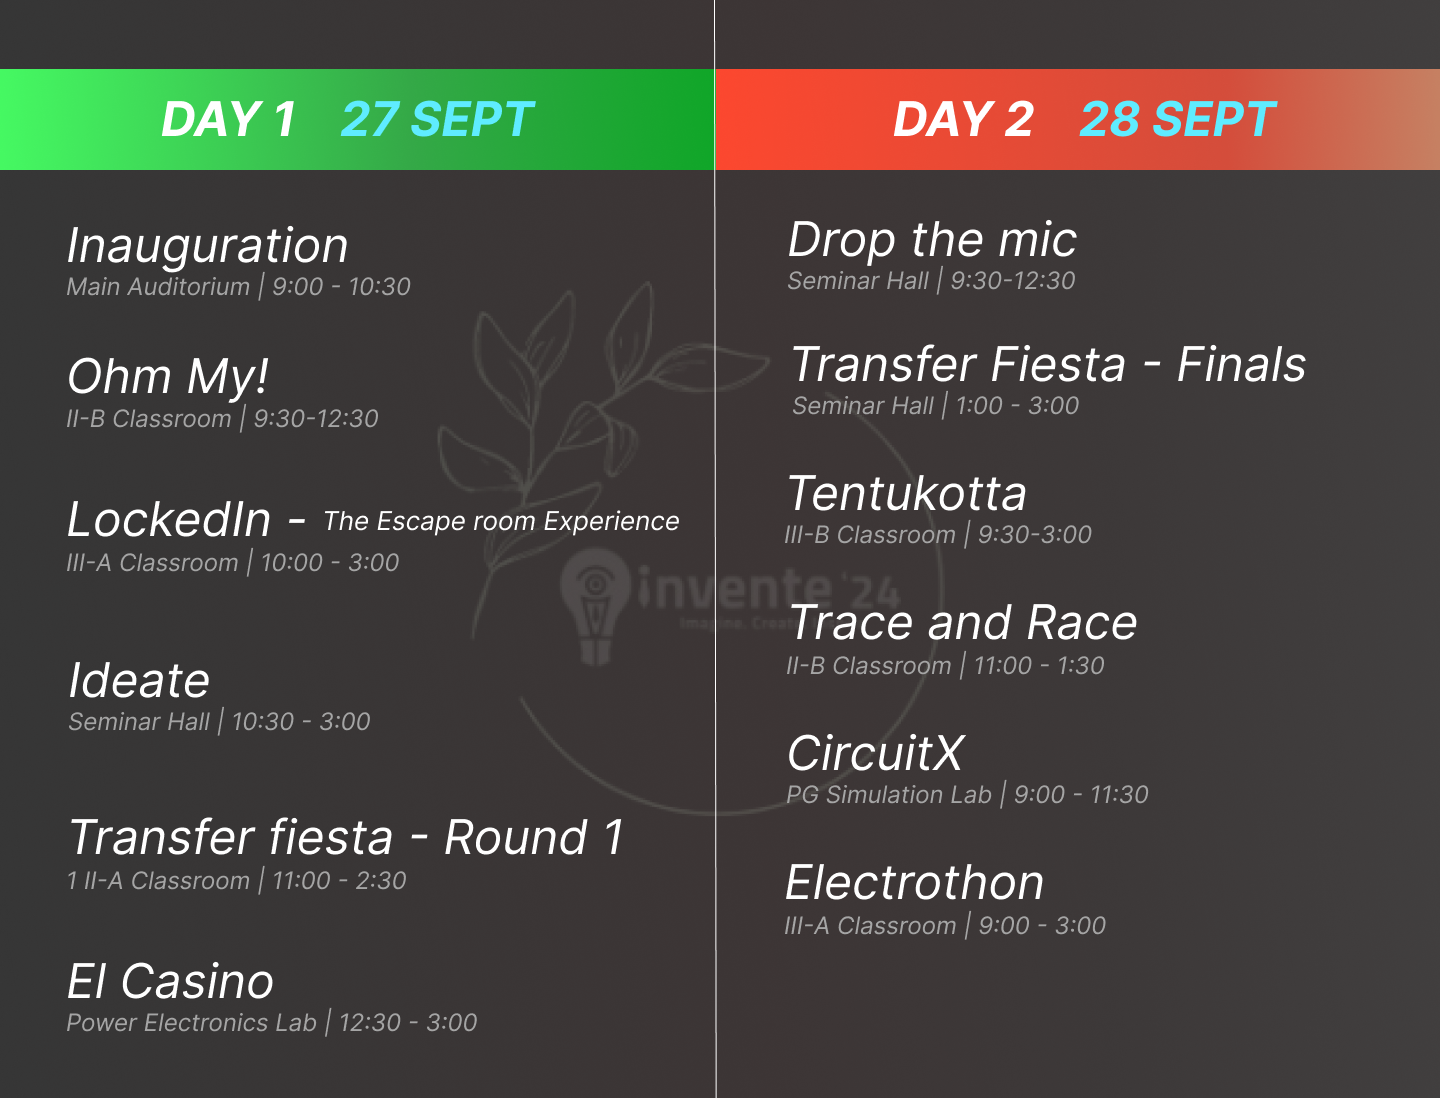 DAY 1 27 SEPT
Inauguration
Main Auditorium | 9:00 - 10:30
Ohm My!
II-B Classroom | 9:30-12:30
LockedIn - The Escape room Experience
III-A Classroom | 10:00 - 3:00
Ideate
Seminar Hall | 10:30 - 3:00
Transfer fiesta - Round 1
1 II-A Classroom | 11:00 - 2:30
El Casino
Power Electronics Lab | 12:30 - 3:00
DAY 2 28 SEPT
Drop the mic
Seminar Hall | 9:30-12:30
Transfer Fiesta - Finals
Seminar Hall | 1:00 - 3:00
Tentukotta
III-B Classroom | 9:30-3:00
Trace and Race
II-B Classroom | 11:00 - 1:30
CircuitX
PG Simulation Lab | 9:00 - 11:30
Electrothon
III-A Classroom | 9:00 - 3:00
invente '24
Imagine.